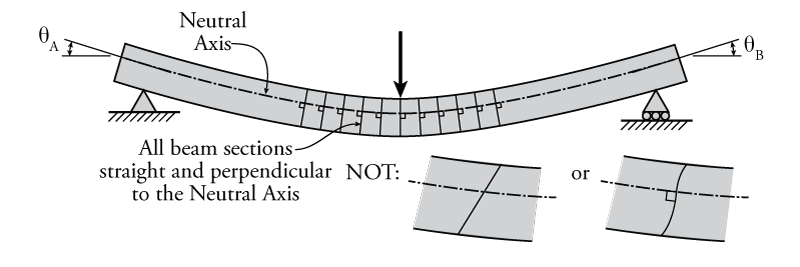 Neutral
Axis
θA
θB
All beam sections
straight and perpendicular
to the Neutral Axis
NOT:
or